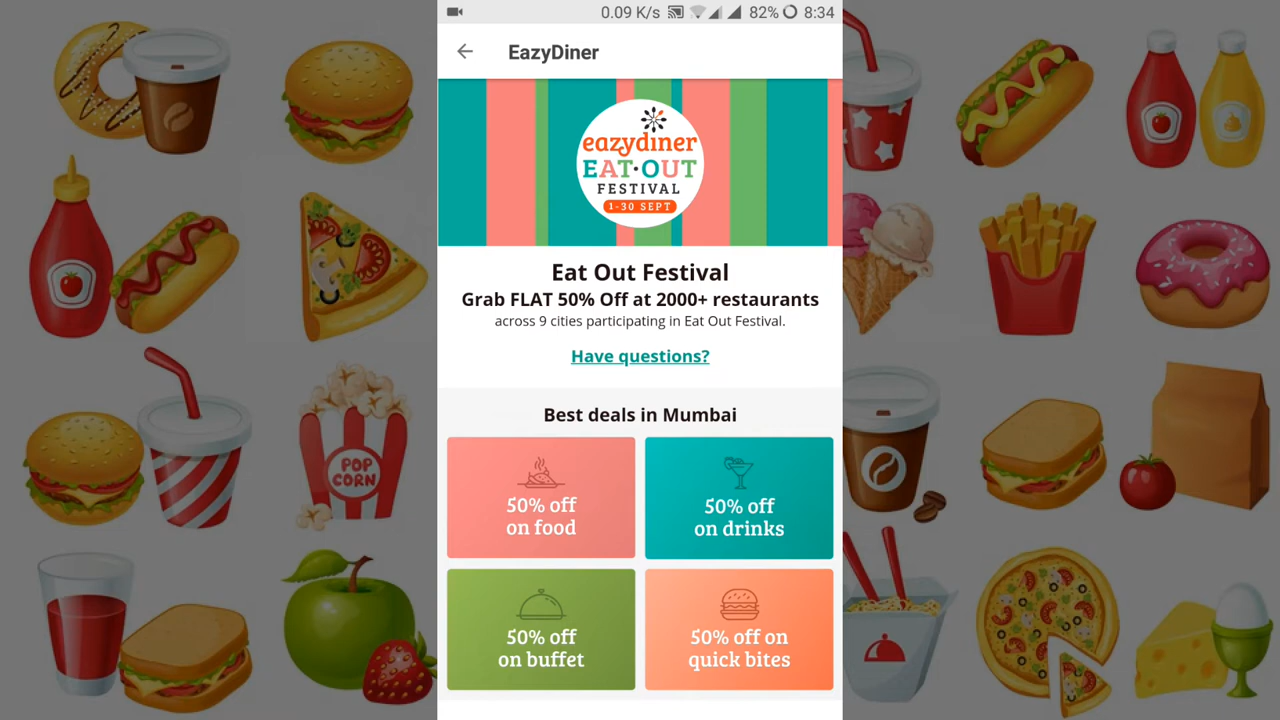 0.09 K/s 82% 8:34
EazyDiner
eazydiner
EAT·OUT
FESTIVAL
1-30 SEPT
Eat Out Festival
Grab FLAT 50% Off at 2000+ restaurants
across 9 cities participating in Eat Out Festival.
Have questions?
Best deals in Mumbai
50% off
on food
50% off
on drinks
50% off
on buffet
50% off on
quick bites
POP
CORN